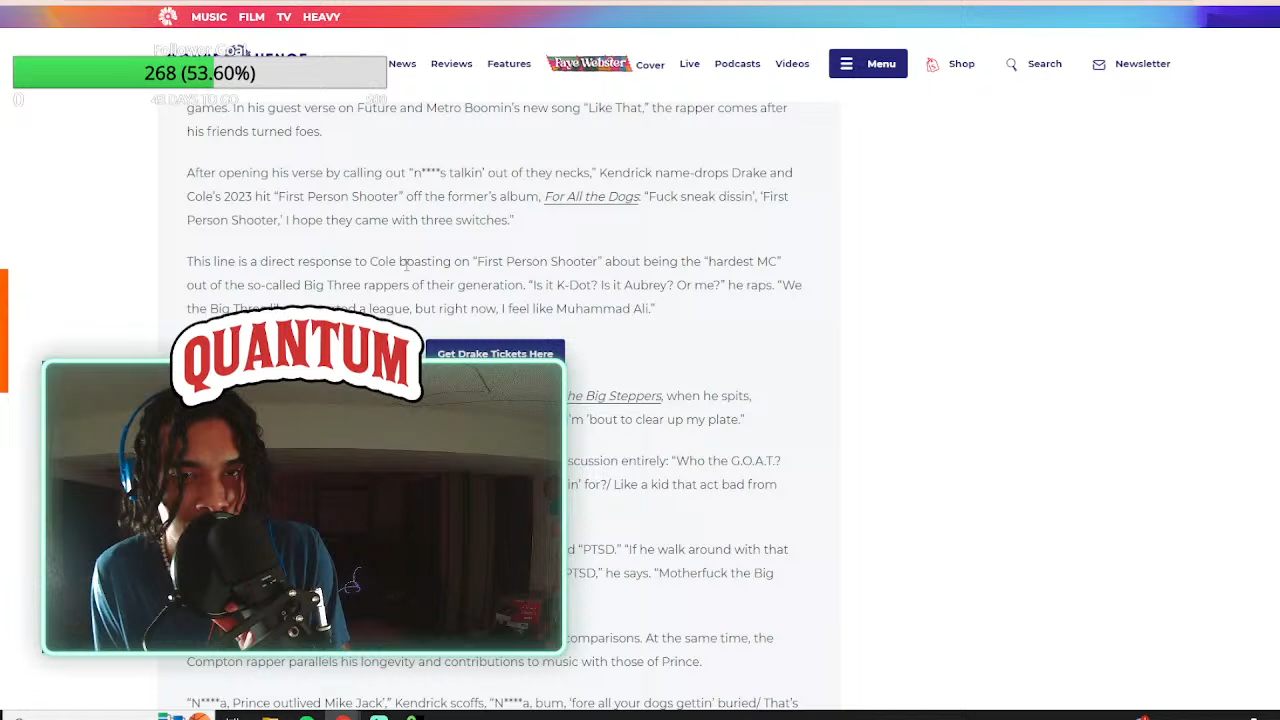 MUSIC FILM TV HEAVY
Follower Goal
268 (53.60%)
News Reviews Features Faye Webster Cover Live Podcasts Videos Menu Shop Search Newsletter
games. In his guest verse on Future and Metro Boomin's new song “Like That,” the rapper comes after
his friends turned foes.
After opening his verse by calling out “n****s talkin’ out of they necks,” Kendrick name-drops Drake and
Cole’s 2023 hit “First Person Shooter” off the former’s album, For All the Dogs: “Fuck sneak dissin’, ‘First
Person Shooter,’ I hope they came with three switches.”
This line is a direct response to Cole boasting on “First Person Shooter” about being the “hardest MC”
out of the so-called Big Three rappers of their generation. “Is it K-Dot? Is it Aubrey? Or me?” he raps. “We
the Big Three a league, but right now, I feel like Muhammad Ali.”
QUANTUM
Get Drake Tickets Here
the Big Steppers, when he spits,
’m ’bout to clear up my plate.”
scussion entirely: “Who the G.O.A.T.?
in’ for?/ Like a kid that act bad from
d “PTSD.” “If he walk around with that
PTSD,” he says. “Motherfuck the Big
comparisons. At the same time, the
Compton rapper parallels his longevity and contributions to music with those of Prince.
“N****a, Prince outlived Mike Jack’,” Kendrick scoffs, “N****a, bum, ‘fore all your dogs gettin’ buried/ That’s